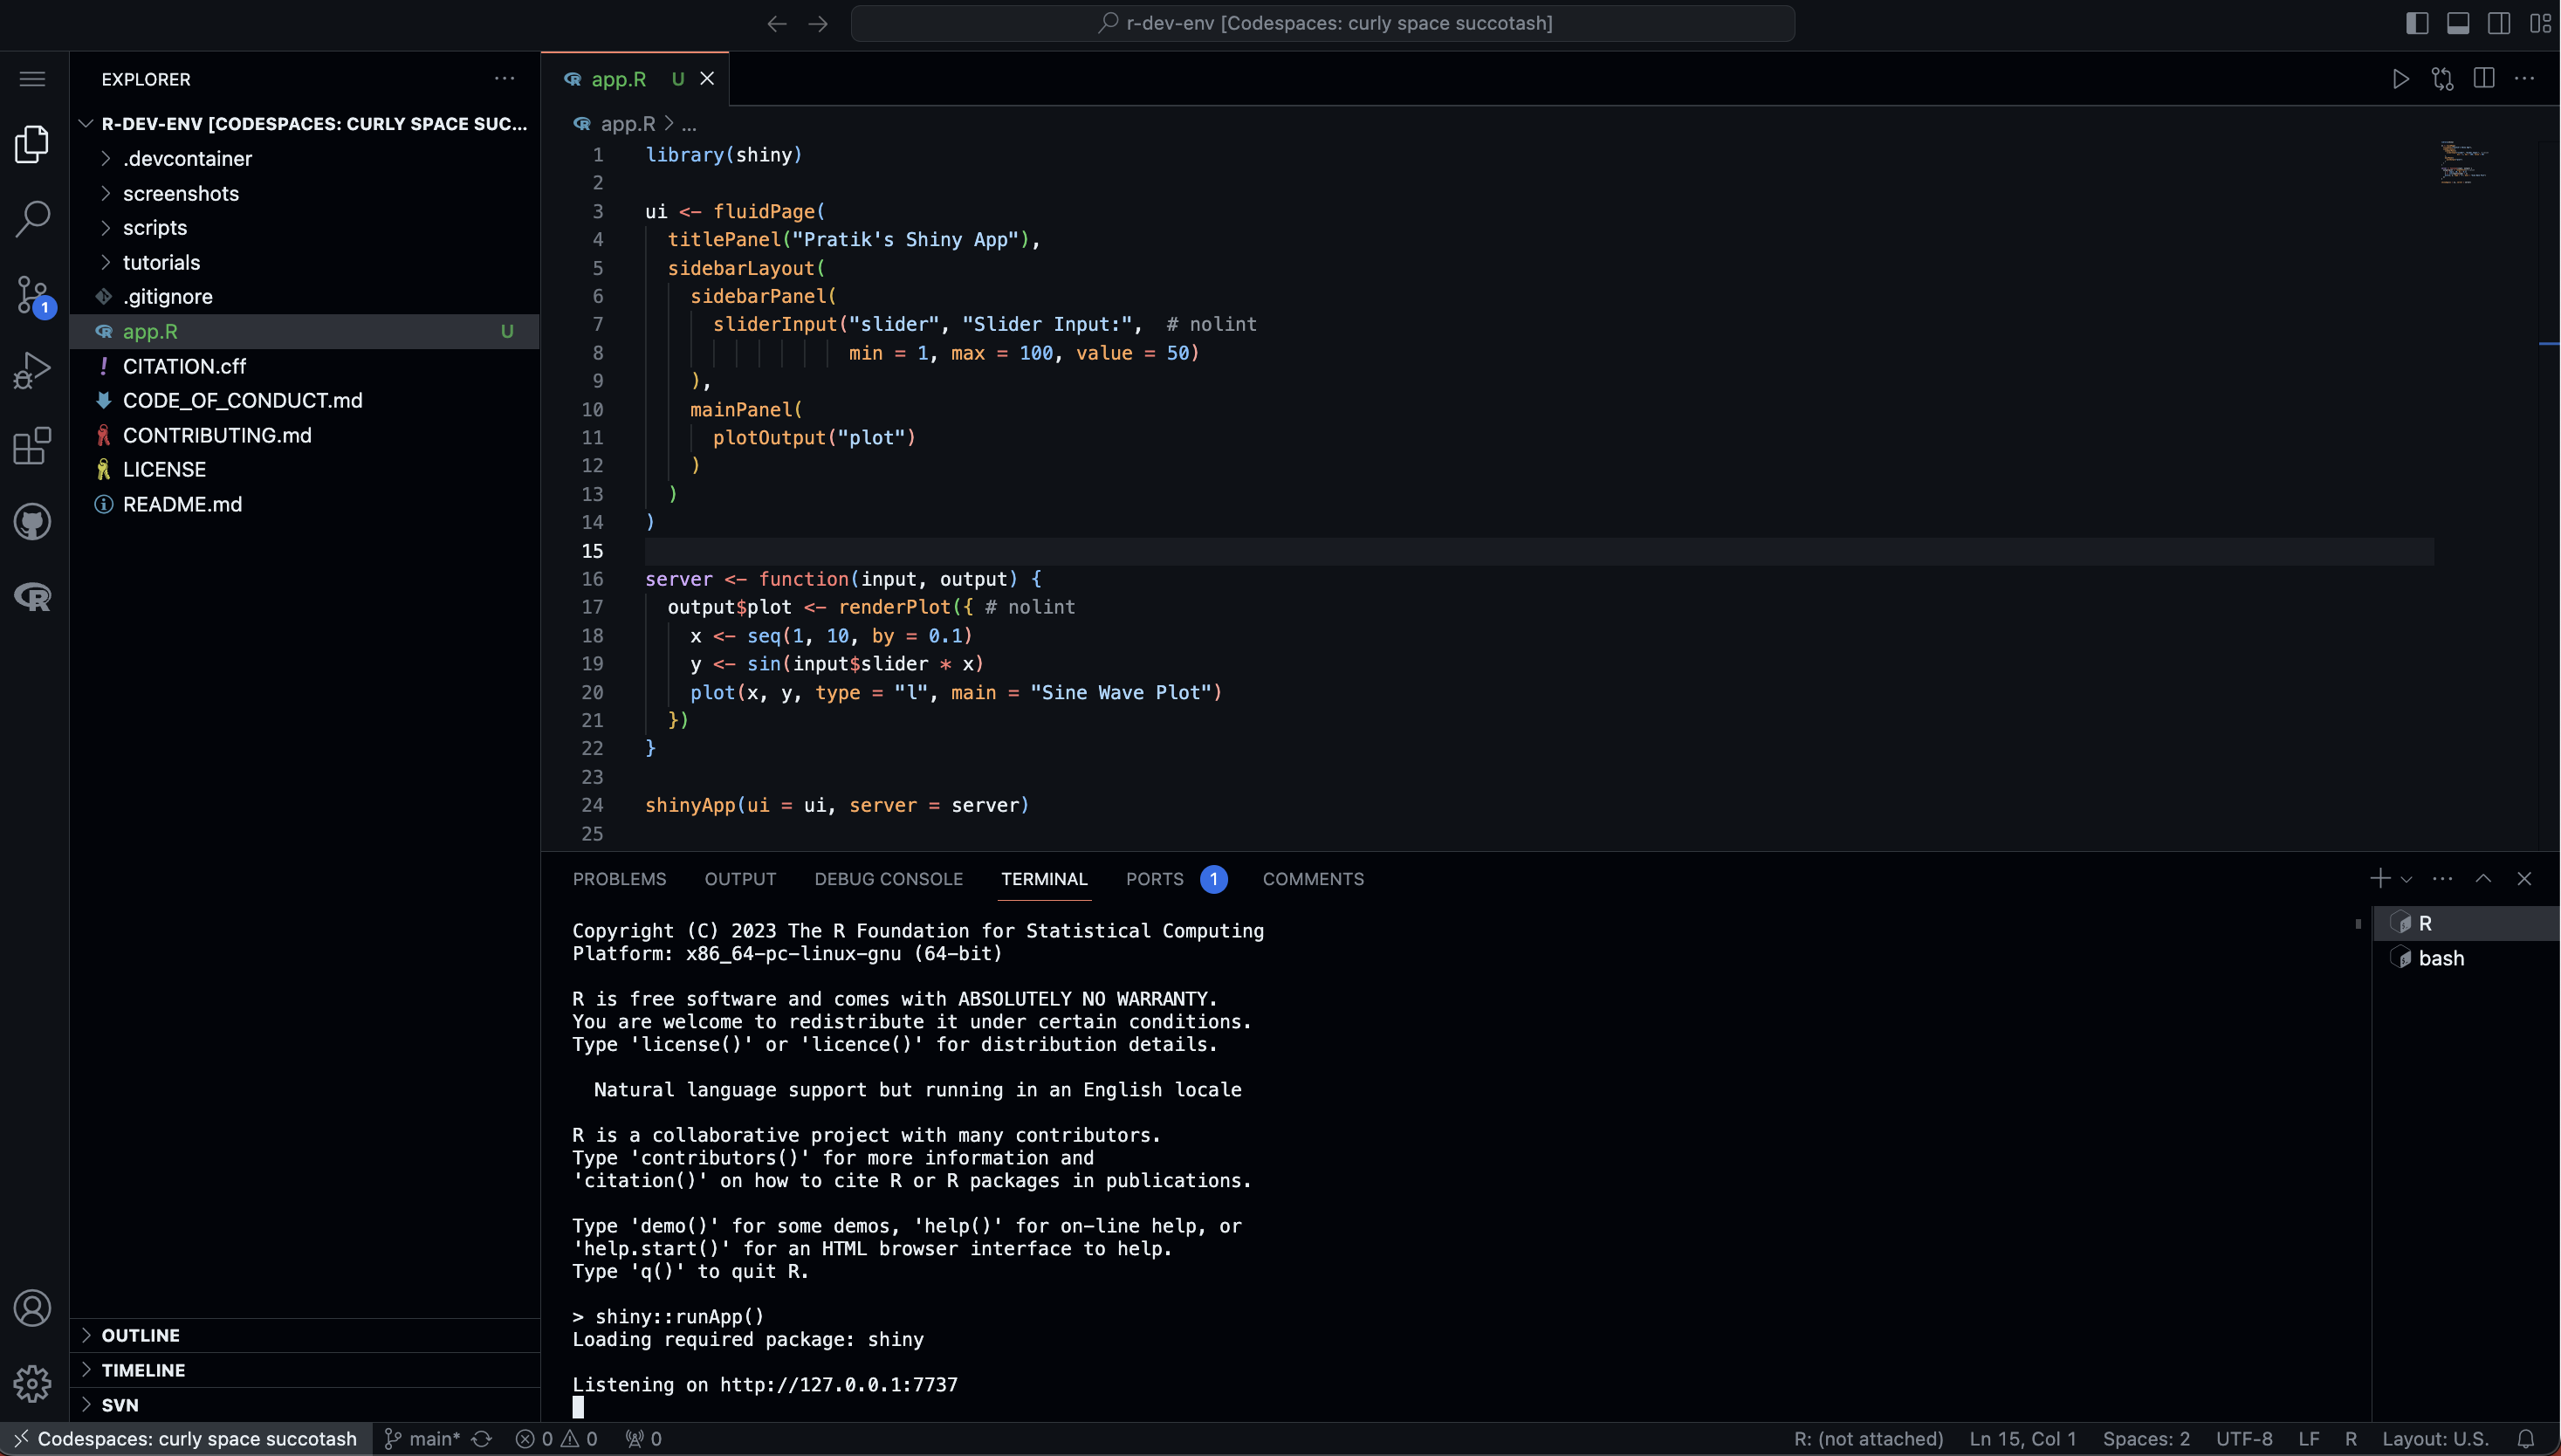 r-dev-env [Codespaces: curly space succotash]
EXPLORER
R-DEV-ENV [CODESPACES: CURLY SPACE SUC...
.devcontainer
screenshots
scripts
tutorials
.gitignore
app.R U
CITATION.cff
CODE_OF_CONDUCT.md
CONTRIBUTING.md
LICENSE
README.md
OUTLINE
TIMELINE
SVN
1
app.R U
app.R > ...
1 library(shiny)
2
3 ui <- fluidPage(
4 titlePanel("Pratik's Shiny App"),
5 sidebarLayout(
6 sidebarPanel(
7 sliderInput("slider", "Slider Input:", # nolint
8 min = 1, max = 100, value = 50)
9 ),
10 mainPanel(
11 plotOutput("plot")
12 )
13 )
14 )
15
16 server <- function(input, output) {
17 output$plot <- renderPlot({ # nolint
18 x <- seq(1, 10, by = 0.1)
19 y <- sin(input$slider * x)
20 plot(x, y, type = "l", main = "Sine Wave Plot")
21 })
22 }
23
24 shinyApp(ui = ui, server = server)
25
PROBLEMS OUTPUT DEBUG CONSOLE TERMINAL PORTS 1 COMMENTS
Copyright (C) 2023 The R Foundation for Statistical Computing
Platform: x86_64-pc-linux-gnu (64-bit)
R is free software and comes with ABSOLUTELY NO WARRANTY.
You are welcome to redistribute it under certain conditions.
Type 'license()' or 'licence()' for distribution details.
Natural language support but running in an English locale
R is a collaborative project with many contributors.
Type 'contributors()' for more information and
'citation()' on how to cite R or R packages in publications.
Type 'demo()' for some demos, 'help()' for on-line help, or
'help.start()' for an HTML browser interface to help.
Type 'q()' to quit R.
> shiny::runApp()
Loading required package: shiny
Listening on http://127.0.0.1:7737
R
bash
Codespaces: curly space succotash main* 0 0 0 R: (not attached) Ln 15, Col 1 Spaces: 2 UTF-8 LF R Layout: U.S.